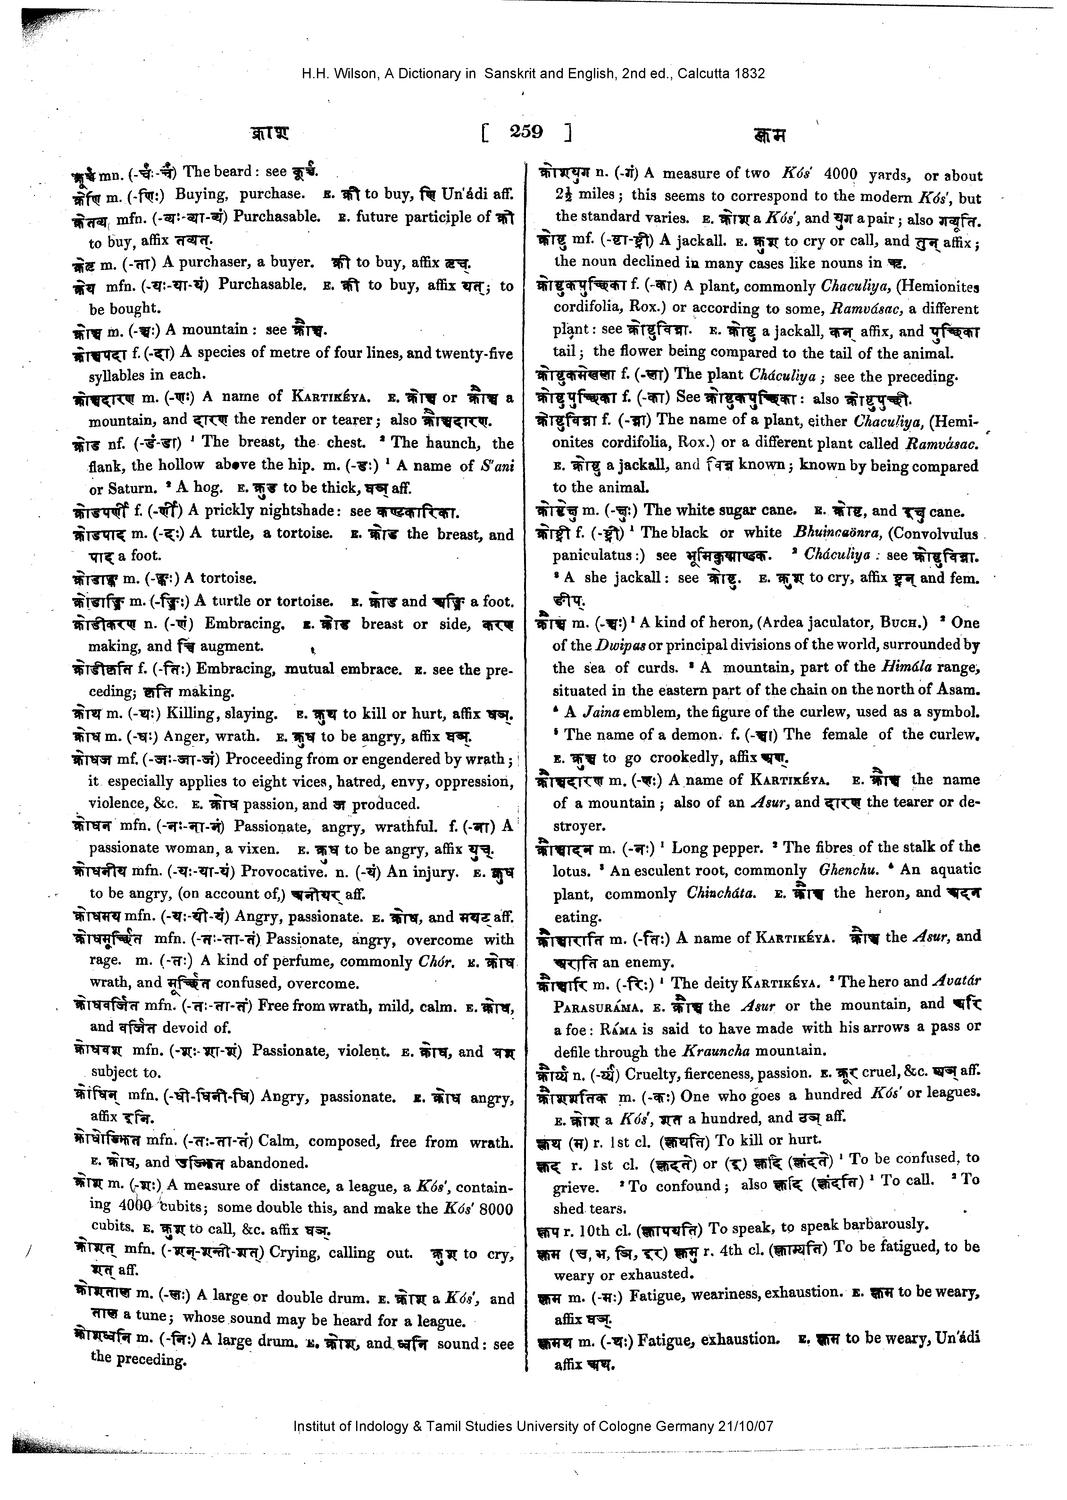 H.H. Wilson, A Dictionary in Sanskrit and English, 2nd ed., Calcutta 1832
क्रोश [ 259 ] क्लम
कूर्च mn. (-र्चः-र्चं) The beard : see कूर्च.
क्रेणि m. (-णिः) Buying, purchase. E. क्री to buy, णि Un'ádi aff.
क्रेतव्य mfn. (-व्यः-व्या-व्यं) Purchasable. E. future participle of क्री
to buy, affix तव्यत्.
क्रेतृ m. (-ता) A purchaser, a buyer. क्री to buy, affix तृच्.
क्रेय mfn. (-यः-या-यं) Purchasable. E. क्री to buy, affix यत्; to
be bought.
क्रोञ्च m. (-ञ्चः) A mountain : see क्रौञ्च.
क्रोञ्चपदा f. (-दा) A species of metre of four lines, and twenty-five
syllables in each.
क्रोञ्चदारण m. (-णः) A name of KARTIKÉYA. E. क्रोञ्च or क्रौञ्च a
mountain, and दारण the render or tearer ; also क्रौञ्चदारण.
क्रोड nf. (-डं-डा) ¹ The breast, the chest. ² The haunch, the
flank, the hollow above the hip. m. (-डः) ¹ A name of S'ani
or Saturn. ² A hog. E. क्रुड to be thick, घञ् aff.
क्रोडपर्णी f. (-र्णी) A prickly nightshade : see कण्टकारिका.
क्रोडपाद m. (-दः) A turtle, a tortoise. E. क्रोड the breast, and
पाद a foot.
क्रोडाङ्क m. (-ङ्कः) A tortoise.
क्रोडाङ्घ्रि m. (-ङ्घ्रिः) A turtle or tortoise. E. क्रोड and अङ्घ्रि a foot.
क्रोडीकरण n. (-णं) Embracing. E. क्रोड breast or side, करण
making, and च्वि augment.
क्रोडीकृति f. (-तिः) Embracing, mutual embrace. E. see the pre-
ceding; कृति making.
क्रोथ m. (-थः) Killing, slaying. E. क्रुथ to kill or hurt, affix घञ्.
क्रोध m. (-धः) Anger, wrath. E. क्रुध to be angry, affix घञ्.
क्रोधज mf. (-जः-जा-जं) Proceeding from or engendered by wrath ;
it especially applies to eight vices, hatred, envy, oppression,
violence, &c. E. क्रोध passion, and ज produced.
क्रोधन mfn. (-नः-ना-नं) Passionate, angry, wrathful. f. (-ना) A
passionate woman, a vixen. E. क्रुध to be angry, affix युच्.
क्रोधनीय mfn. (-यः-या-यं) Provocative. n. (-यं) An injury. E. क्रुध
to be angry, (on account of,) अनीयर् aff.
क्रोधमय mfn. (-यः-यी-यं) Angry, passionate. E. क्रोध, and मयट् aff.
क्रोधमूर्च्छित mfn. (-तः-ता-तं) Passionate, angry, overcome with
rage. m. (-तः) A kind of perfume, commonly Chór. E. क्रोध
wrath, and मूर्च्छित confused, overcome.
क्रोधवर्जित mfn. (-तः-ता-तं) Free from wrath, mild, calm. E. क्रोध,
and वर्जित devoid of.
क्रोधवश mfn. (-शः-शा-शं) Passionate, violent. E. क्रोध, and वश
subject to.
क्रोधिन् mfn. (-धी-धिनी-धि) Angry, passionate. E. क्रोध angry,
affix इनि.
क्रोधोज्झित mfn. (-तः-ता-तं) Calm, composed, free from wrath.
E. क्रोध, and उज्झित abandoned.
क्रोश m. (-शः) A measure of distance, a league, a Kós', contain-
ing 4000 cubits; some double this, and make the Kós' 8000
cubits. E. क्रुश to call, &c. affix घञ्.
क्रोशत् mfn. (-शन्-शन्ती-शत्) Crying, calling out. क्रुश to cry,
शतृ aff.
क्रोशताल m. (-लः) A large or double drum. E. क्रोश a Kós', and
ताल a tune; whose sound may be heard for a league.
क्रोशध्वनि m. (-निः) A large drum. E. क्रोश, and ध्वनि sound : see
the preceding.
क्रोशयुग n. (-गं) A measure of two Kós' 4000 yards, or about
2½ miles ; this seems to correspond to the modern Kós', but
the standard varies. E. क्रोश a Kós', and युग a pair; also गव्यूति.
क्रोष्टु mf. (-ष्टा-ष्ट्री) A jackall. E. क्रुश to cry or call, and तुन् affix ;
the noun declined in many cases like nouns in ऋ.
क्रोष्टुकपुच्छिका f. (-का) A plant, commonly Chaculiya, (Hemionites
cordifolia, Rox.) or according to some, Ramvásac, a different
plant : see क्रोष्टुविन्ना. E. क्रोष्टु a jackall, कन् affix, and पुच्छिका
tail ; the flower being compared to the tail of the animal.
क्रोष्टुकमेखला f. (-ला) The plant Cháculiya ; see the preceding.
क्रोष्टुपुच्छिका f. (-का) See क्रोष्टुकपुच्छिका : also क्रोष्टुपुच्छी.
क्रोष्टुविन्ना f. (-न्ना) The name of a plant, either Chaculiya, (Hemi-
onites cordifolia, Rox.) or a different plant called Ramvásac.
E. क्रोष्टु a jackall, and विन्न known ; known by being compared
to the animal.
क्रोष्टेक्षु m. (-क्षुः) The white sugar cane. E. क्रोष्टु, and इक्षु cane.
क्रोष्ट्री f. (-ष्ट्री) ¹ The black or white Bhuincaönra, (Convolvulus
paniculatus :) see भूमिकुष्माण्डक. ² Cháculiya : see क्रोष्टुविन्ना.
³ A she jackall : see क्रोष्टु. E. क्रुश to cry, affix ष्ट्रन् and fem.
ङीप्.
क्रौञ्च m. (-ञ्चः) ¹ A kind of heron, (Ardea jaculator, BUCH.) ² One
of the Dwipas or principal divisions of the world, surrounded by
the sea of curds. ³ A mountain, part of the Himála range,
situated in the eastern part of the chain on the north of Asam.
⁴ A Jaina emblem, the figure of the curlew, used as a symbol.
⁵ The name of a demon. f. (-ञ्चा) The female of the curlew.
E. क्रुञ्च to go crookedly, affix अण्.
क्रौञ्चदारण m. (-णः) A name of KARTIKÉYA. E. क्रौञ्च the name
of a mountain ; also of an Asur, and दारण the tearer or de-
stroyer.
क्रौञ्चादन m. (-नः) ¹ Long pepper. ² The fibres of the stalk of the
lotus. ³ An esculent root, commonly Ghenchu. ⁴ An aquatic
plant, commonly Chincháta. E. क्रौञ्च the heron, and अदन
eating.
क्रौञ्चाराति m. (-तिः) A name of KARTIKÉYA. क्रौञ्च the Asur, and
अराति an enemy.
क्रौञ्चारि m. (-रिः) ¹ The deity KARTIKÉYA. ² The hero and Avatár
PARASURÁMA. E. क्रौञ्च the Asur or the mountain, and अरि
a foe : RÁMA is said to have made with his arrows a pass or
defile through the Krauncha mountain.
क्रौर्य्य n. (-र्य्यं) Cruelty, fierceness, passion. E. क्रूर cruel, &c. ष्यञ् aff.
क्रौशशतिक m. (-कः) One who goes a hundred Kós' or leagues.
E. क्रोश a Kós', शत a hundred, and ठञ् aff.
क्लथ (म) r. 1st cl. (क्लथति) To kill or hurt.
क्लद r. 1st cl. (क्लदते) or (इ) क्लदि (क्लंदते) ¹ To be confused, to
grieve. ² To confound ; also क्लदि (क्लंदति) ¹ To call. ² To
shed tears.
क्लप r. 10th cl. (क्लापयति) To speak, to speak barbarously.
क्लम (उ, भ, ञि, इर) क्लमु r. 4th cl. (क्लाम्यति) To be fatigued, to be
weary or exhausted.
क्लम m. (-मः) Fatigue, weariness, exhaustion. E. क्लम to be weary,
affix घञ्.
क्लमथ m. (-थः) Fatigue, exhaustion. E. क्लम to be weary, Un'ádi
affix अथ.
Institut of Indology & Tamil Studies University of Cologne Germany 21/10/07